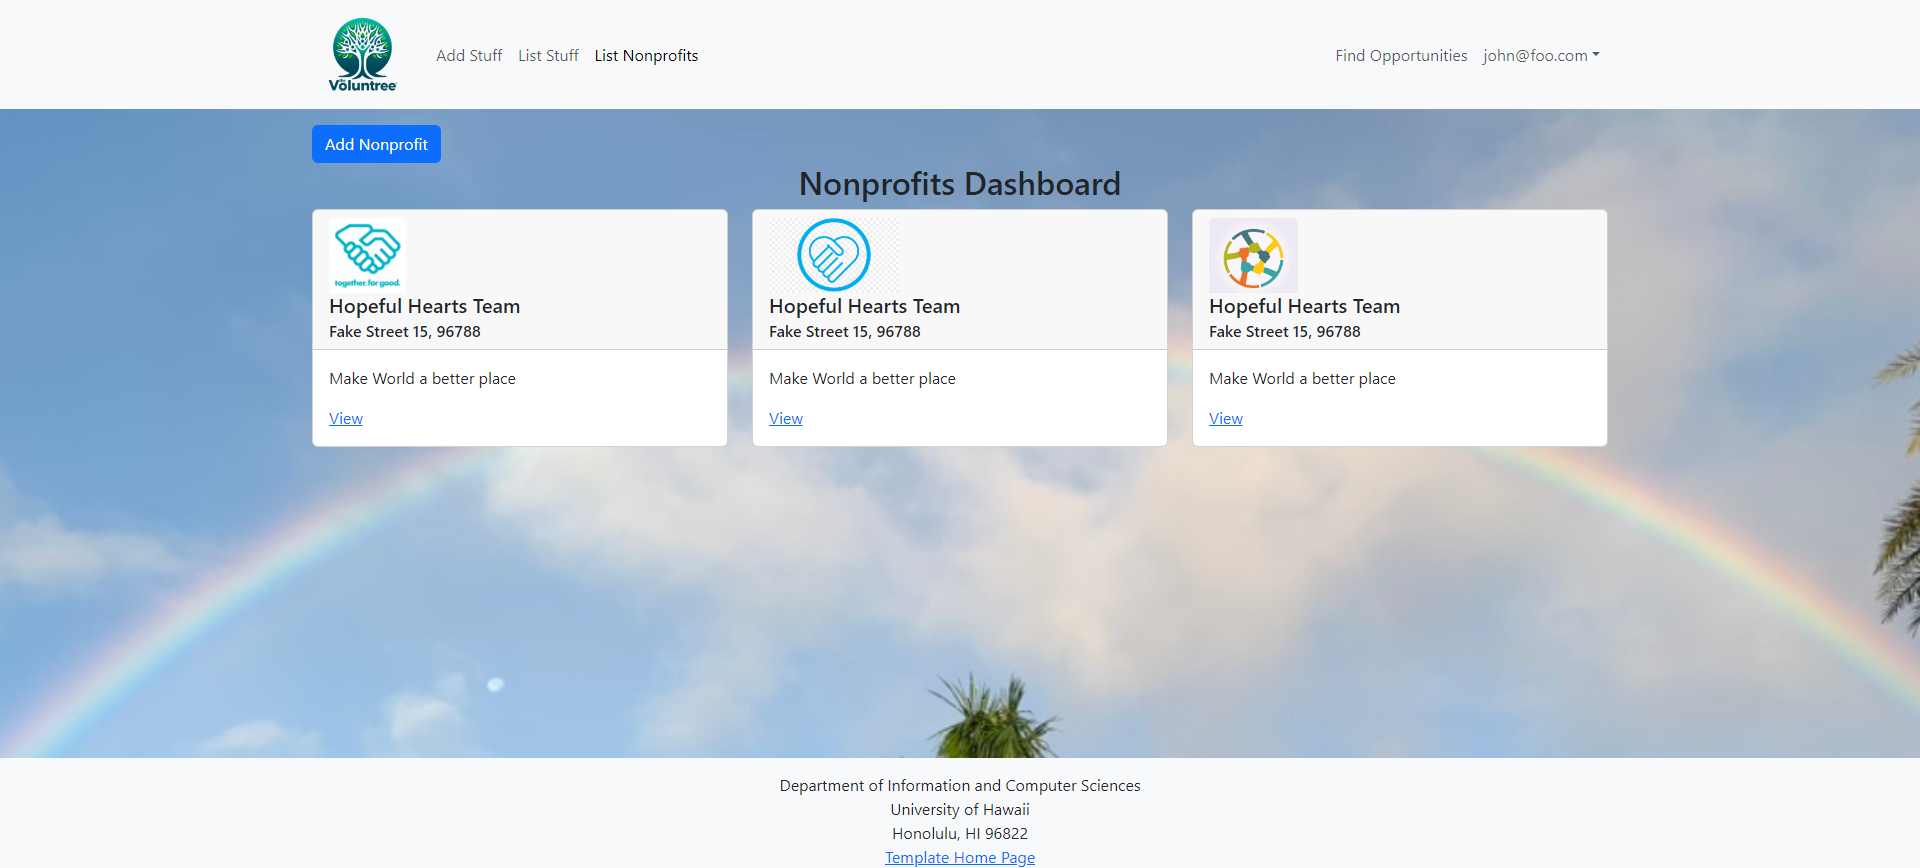 the
Voluntree
Add Stuff
List Stuff
List Nonprofits
Find Opportunities
john@foo.com
Add Nonprofit
Nonprofits Dashboard
together.for good.
Hopeful Hearts Team
Fake Street 15, 96788
Make World a better place
View
Hopeful Hearts Team
Fake Street 15, 96788
Make World a better place
View
Hopeful Hearts Team
Fake Street 15, 96788
Make World a better place
View
Department of Information and Computer Sciences
University of Hawaii
Honolulu, HI 96822
Template Home Page